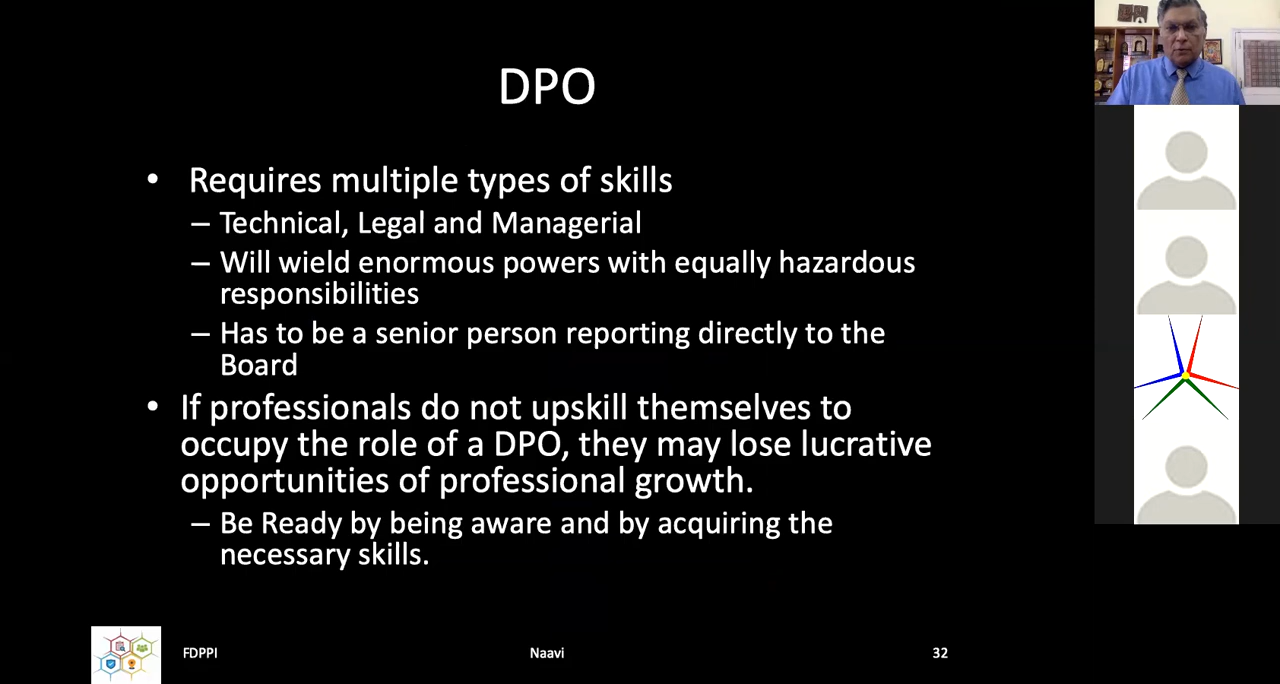 DPO
• Requires multiple types of skills
– Technical, Legal and Managerial
– Will wield enormous powers with equally hazardous
responsibilities
– Has to be a senior person reporting directly to the
Board
• If professionals do not upskill themselves to
occupy the role of a DPO, they may lose lucrative
opportunities of professional growth.
– Be Ready by being aware and by acquiring the
necessary skills.
FDPPI
Naavi
32